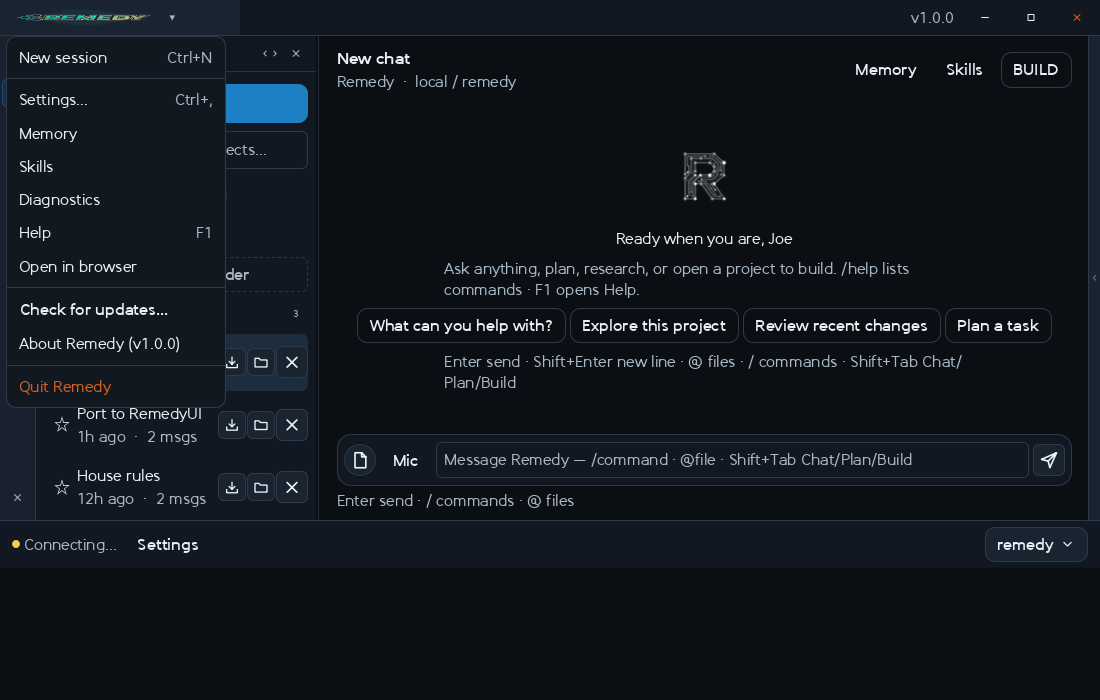 REMEDY ▾
v1.0.0
New session Ctrl+N
Settings... Ctrl+,
Memory
Skills
Diagnostics
Help F1
Open in browser
Check for updates...
About Remedy (v1.0.0)
Quit Remedy
ects...
der
3
Port to RemedyUI
1h ago · 2 msgs
House rules
12h ago · 2 msgs
New chat
Remedy · local / remedy
Memory Skills BUILD
R
Ready when you are, Joe
Ask anything, plan, research, or open a project to build. /help lists
commands · F1 opens Help.
What can you help with? Explore this project Review recent changes Plan a task
Enter send · Shift+Enter new line · @ files · / commands · Shift+Tab Chat/
Plan/Build
Mic Message Remedy — /command · @file · Shift+Tab Chat/Plan/Build
Enter send · / commands · @ files
Connecting... Settings remedy